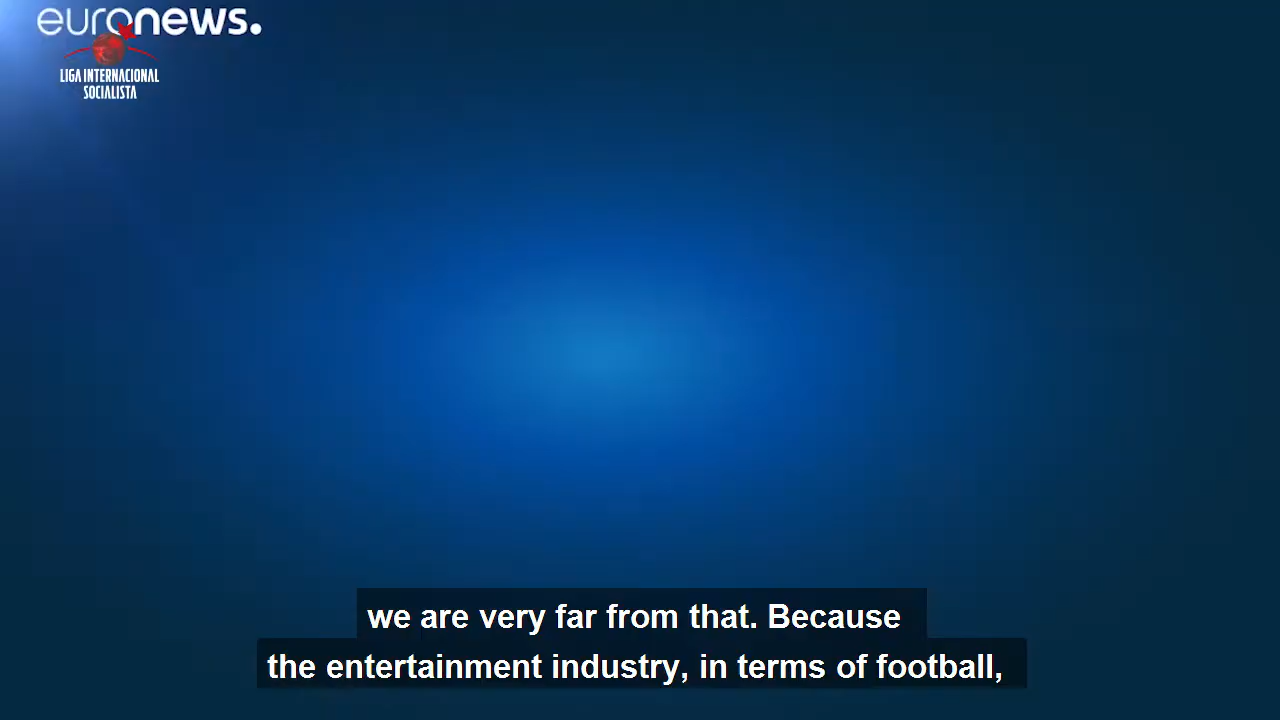 euronews.
LIGA INTERNACIONAL
SOCIALISTA
we are very far from that. Because
the entertainment industry, in terms of football,